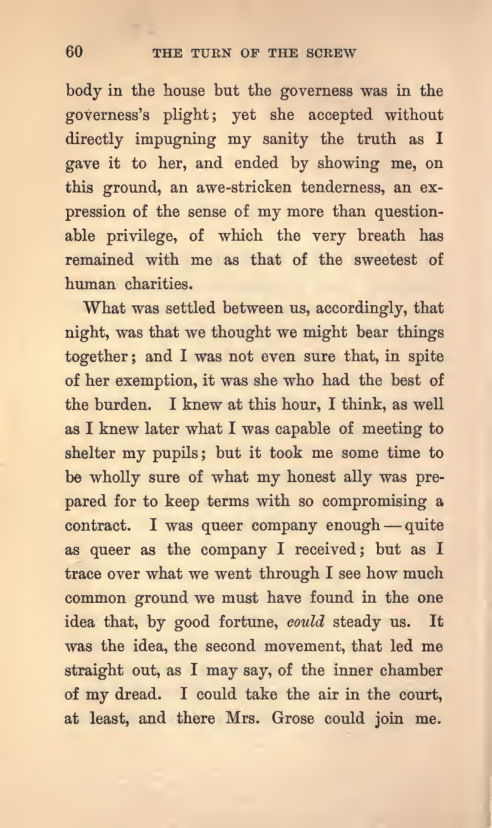 60 THE TURN OF THE SCREW
body in the house but the governess was in the
governess's plight; yet she accepted without
directly impugning my sanity the truth as I
gave it to her, and ended by showing me, on
this ground, an awe-stricken tenderness, an ex-
pression of the sense of my more than question-
able privilege, of which the very breath has
remained with me as that of the sweetest of
human charities.
What was settled between us, accordingly, that
night, was that we thought we might bear things
together; and I was not even sure that, in spite
of her exemption, it was she who had the best of
the burden. I knew at this hour, I think, as well
as I knew later what I was capable of meeting to
shelter my pupils; but it took me some time to
be wholly sure of what my honest ally was pre-
pared for to keep terms with so compromising a
contract. I was queer company enough — quite
as queer as the company I received; but as I
trace over what we went through I see how much
common ground we must have found in the one
idea that, by good fortune, could steady us. It
was the idea, the second movement, that led me
straight out, as I may say, of the inner chamber
of my dread. I could take the air in the court,
at least, and there Mrs. Grose could join me.